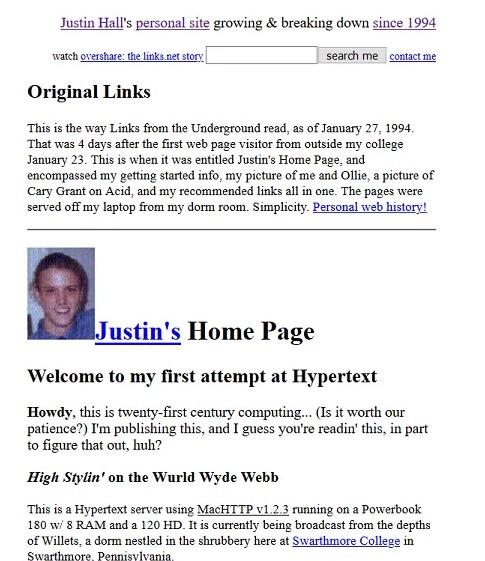 Justin Hall's personal site growing & breaking down since 1994
watch overshare: the links.net story search me contact me
Original Links
This is the way Links from the Underground read, as of January 27, 1994.
That was 4 days after the first web page visitor from outside my college
January 23. This is when it was entitled Justin's Home Page, and
encompassed my getting started info, my picture of me and Ollie, a picture of
Cary Grant on Acid, and my recommended links all in one. The pages were
served off my laptop from my dorm room. Simplicity. Personal web history!
Justin's Home Page
Welcome to my first attempt at Hypertext
Howdy, this is twenty-first century computing... (Is it worth our
patience?) I'm publishing this, and I guess you're readin' this, in part
to figure that out, huh?
High Stylin' on the Wurld Wyde Webb
This is a Hypertext server using MacHTTP v1.2.3 running on a Powerbook
180 w/ 8 RAM and a 120 HD. It is currently being broadcast from the depths
of Willets, a dorm nestled in the shrubbery here at Swarthmore College in
Swarthmore, Pennisylvania.